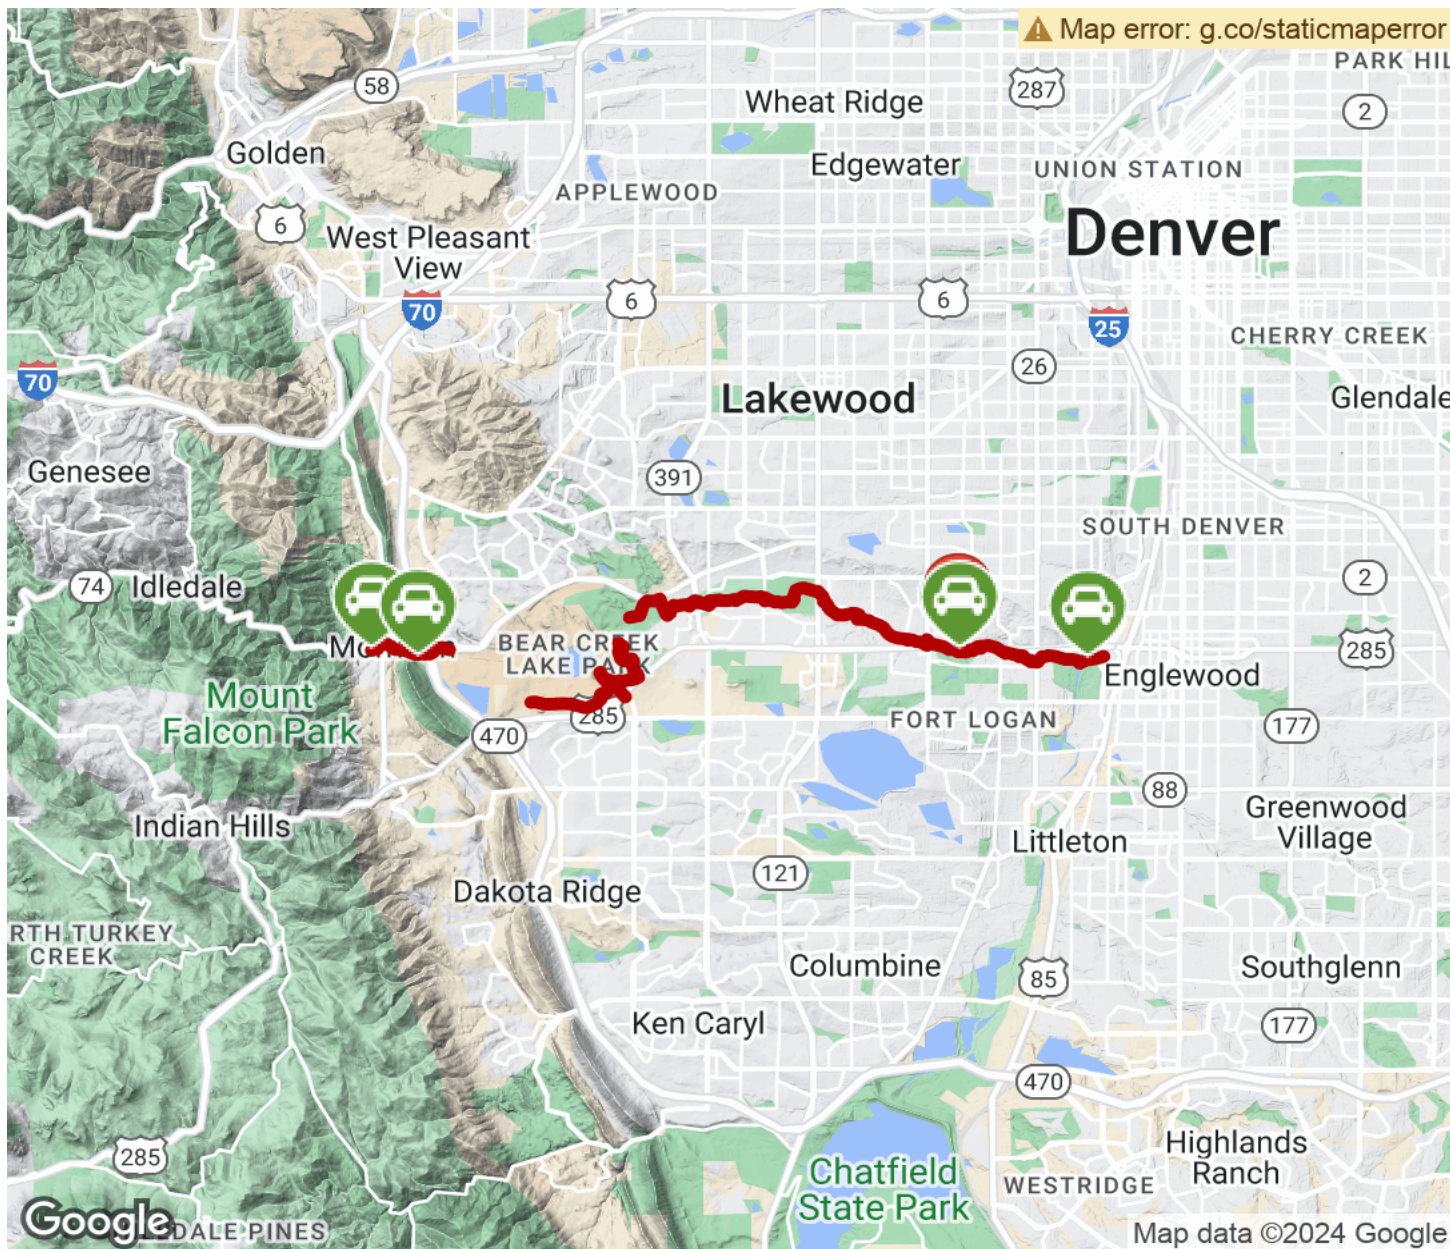 Map error: g.co/staticmaperror
PARK HIL
58
287
Wheat Ridge
2
Golden
Edgewater
UNION STATION
APPLEWOOD
6
West Pleasant
View
Denver
70
6
6
25
CHERRY CREEK
26
70
Lakewood
Glendale
Genesee
391
SOUTH DENVER
74
Idledale
2
BEAR CREEK
LAKE PARK
285
Englewood
Mount
Falcon Park
285
FORT LOGAN
177
470
88
Indian Hills
Greenwood
Village
Littleton
121
Dakota Ridge
RTH TURKEY
CREEK
Columbine
85
Southglenn
Ken Caryl
177
470
285
Highlands
Ranch
Chatfield
State Park
WESTRIDGE
Google
EDALE PINES
Map data ©2024 Google